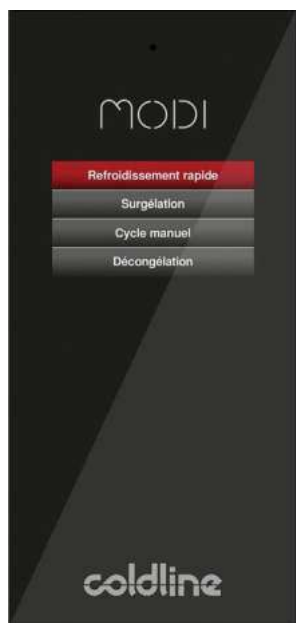 MODI
Refroidissement rapide
Surgélation
Cycle manuel
Décongélation
coldline